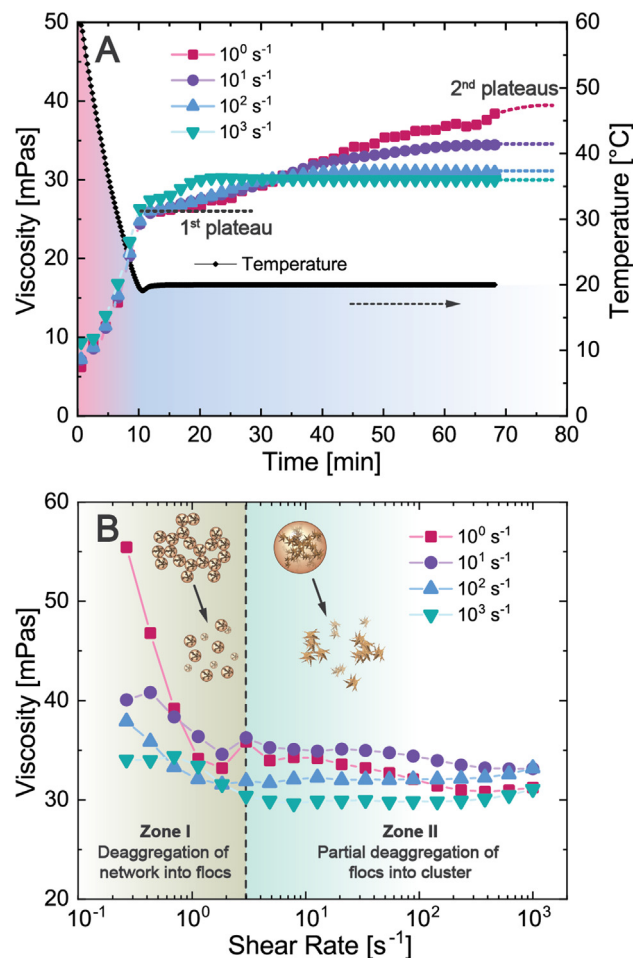 A
10⁰ s⁻¹
10¹ s⁻¹
10² s⁻¹
10³ s⁻¹
2nd plateaus
1st plateau
Temperature
50
40
30
20
10
0
Viscosity [mPas]
60
50
40
30
20
10
0
Temperature [°C]
0 10 20 30 40 50 60 70 80
Time [min]
B
10⁰ s⁻¹
10¹ s⁻¹
10² s⁻¹
10³ s⁻¹
60
50
40
30
20
Viscosity [mPas]
Zone I
Deaggregation of
network into flocs
Zone II
Partial deaggregation of
flocs into cluster
10⁻¹ 10⁰ 10¹ 10² 10³
Shear Rate [s⁻¹]